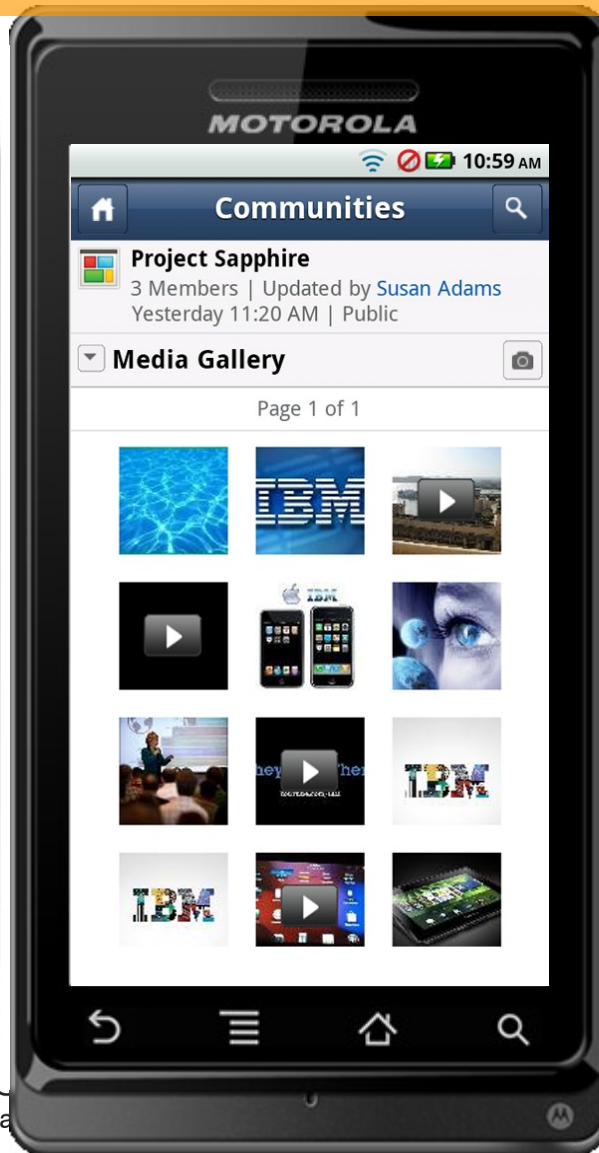 MOTOROLA
10:59 AM
Communities
Project Sapphire
3 Members | Updated by Susan Adams
Yesterday 11:20 AM | Public
Media Gallery
Page 1 of 1
IBM
IBM
hey
IBM
IBM
a